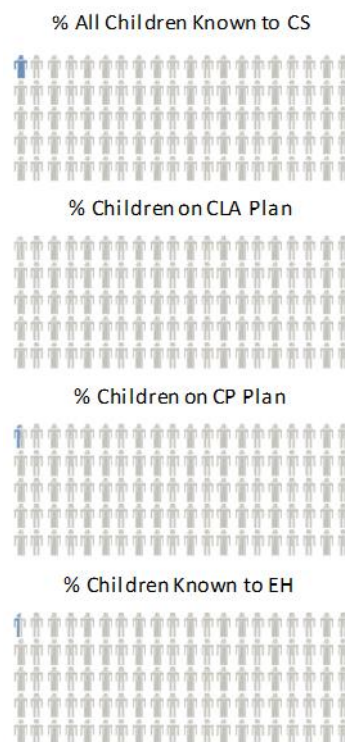 % All Children Known to CS
% Children on CLA Plan
% Children on CP Plan
% Children Known to EH